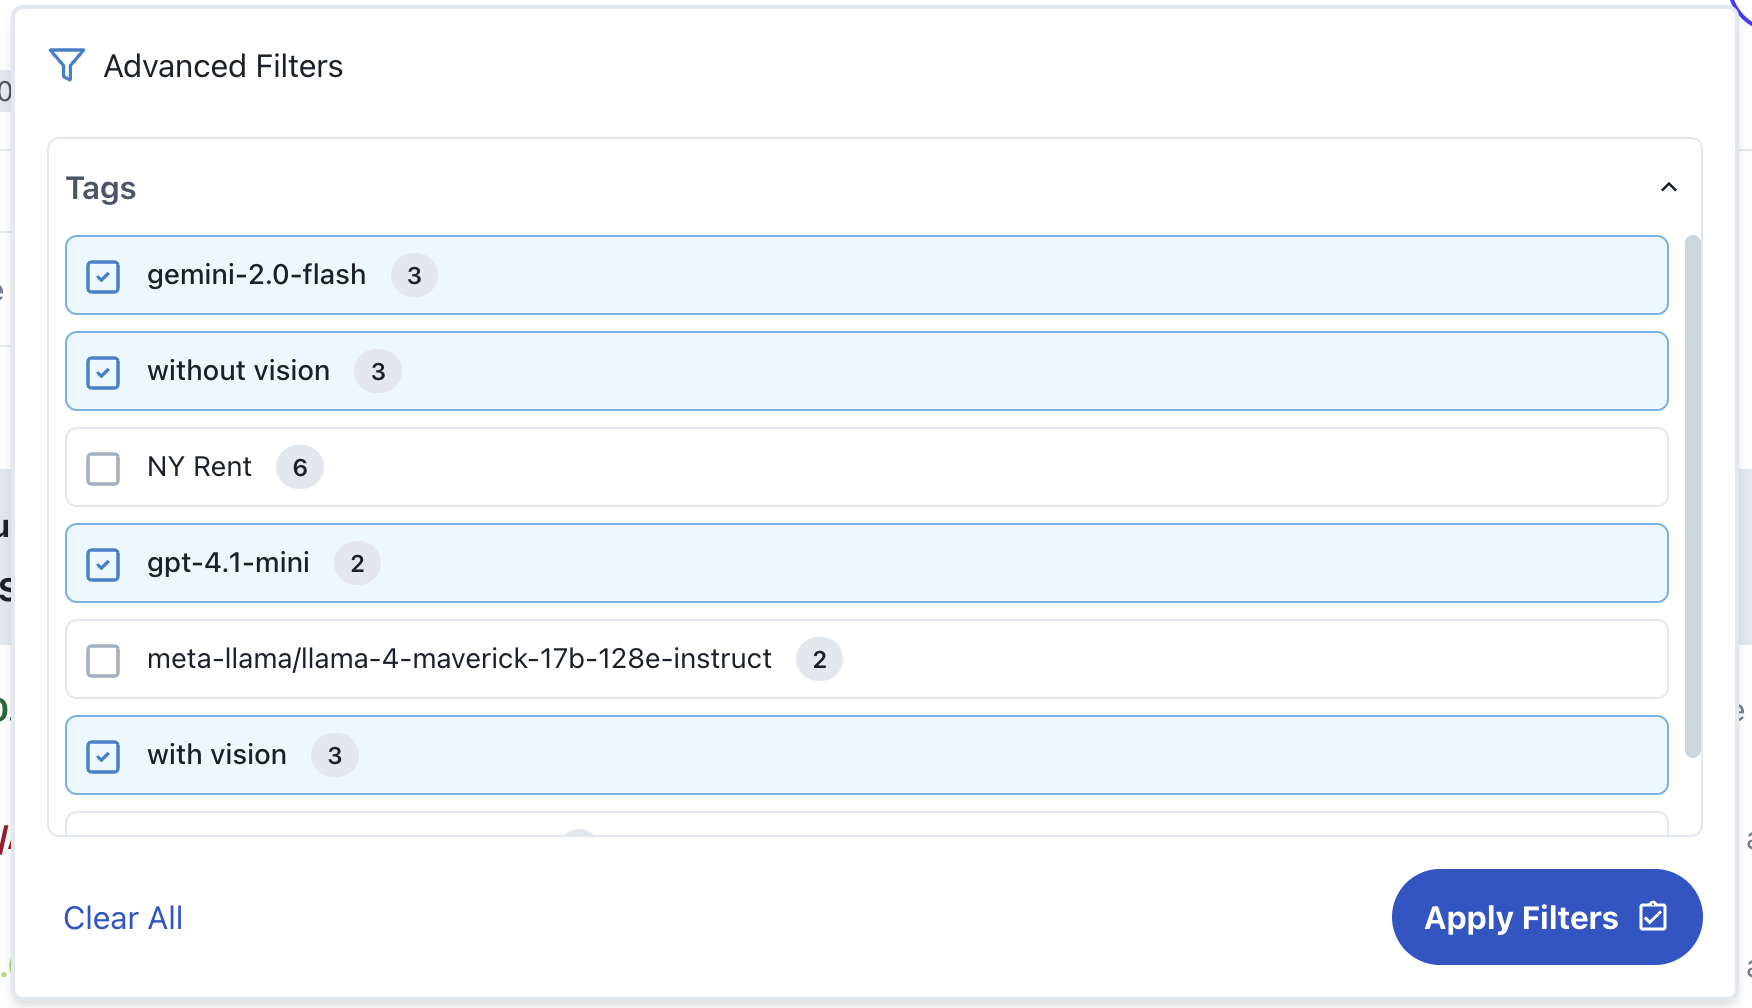 Advanced Filters
Tags
gemini-2.0-flash 3
without vision 3
NY Rent 6
gpt-4.1-mini 2
meta-llama/llama-4-maverick-17b-128e-instruct 2
with vision 3
Clear All
Apply Filters